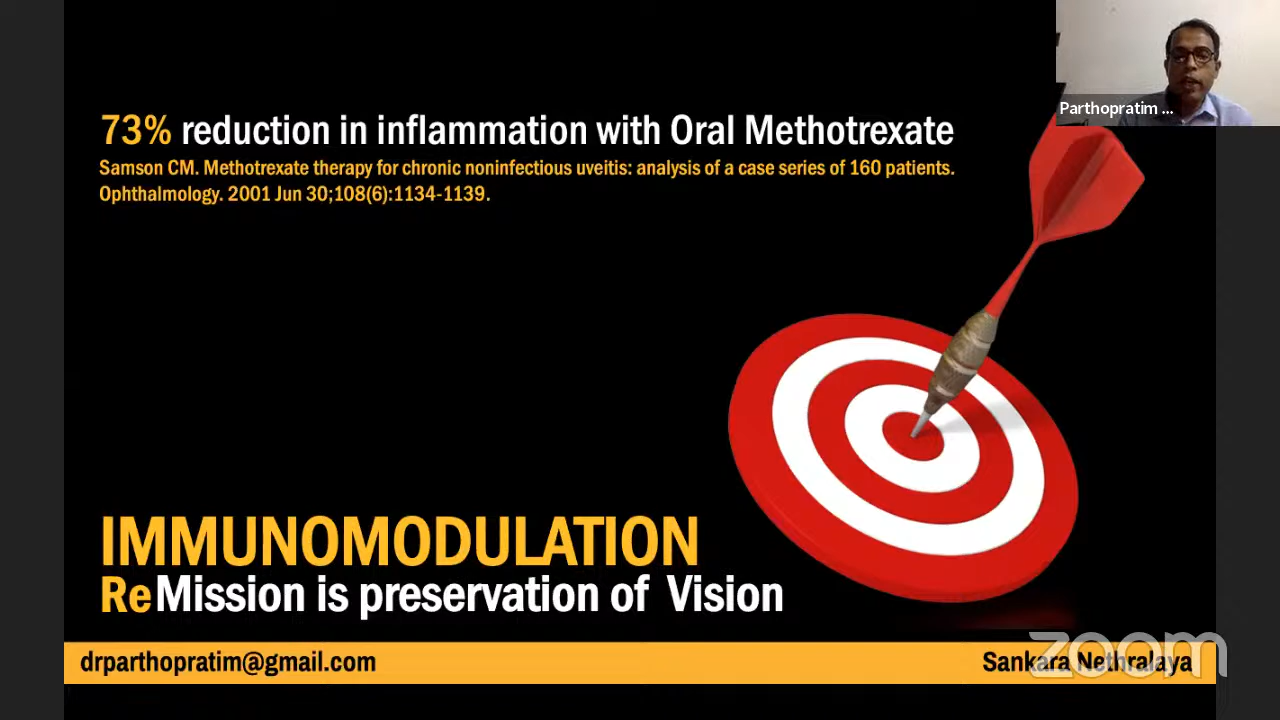 Parthopratim ...
73% reduction in inflammation with Oral Methotrexate
Samson CM. Methotrexate therapy for chronic noninfectious uveitis: analysis of a case series of 160 patients.
Ophthalmology. 2001 Jun 30;108(6):1134-1139.
IMMUNOMODULATION
ReMission is preservation of Vision
drparthopratim@gmail.com
Sankara Nethralaya
zoom